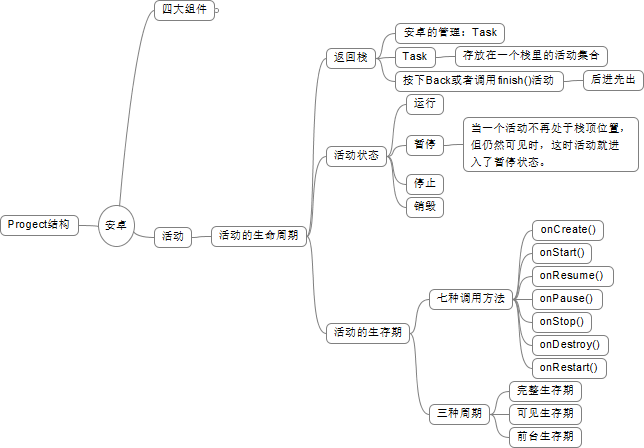 四大组件
安卓的管理：Task
返回栈
Task
存放在一个栈里的活动集合
按下Back或者调用finish()活动
后进先出
运行
活动状态
暂停
当一个活动不再处于栈项位置，
但仍然可见时，这时活动就进
入了暂停状态。
停止
销毁
Progect结构
安卓
活动
活动的生命周期
活动的生存期
七种调用方法
onCreate()
onStart()
onResume()
onPause()
onStop()
onDestroy()
onRestart()
三种周期
完整生存期
可见生存期
前台生存期